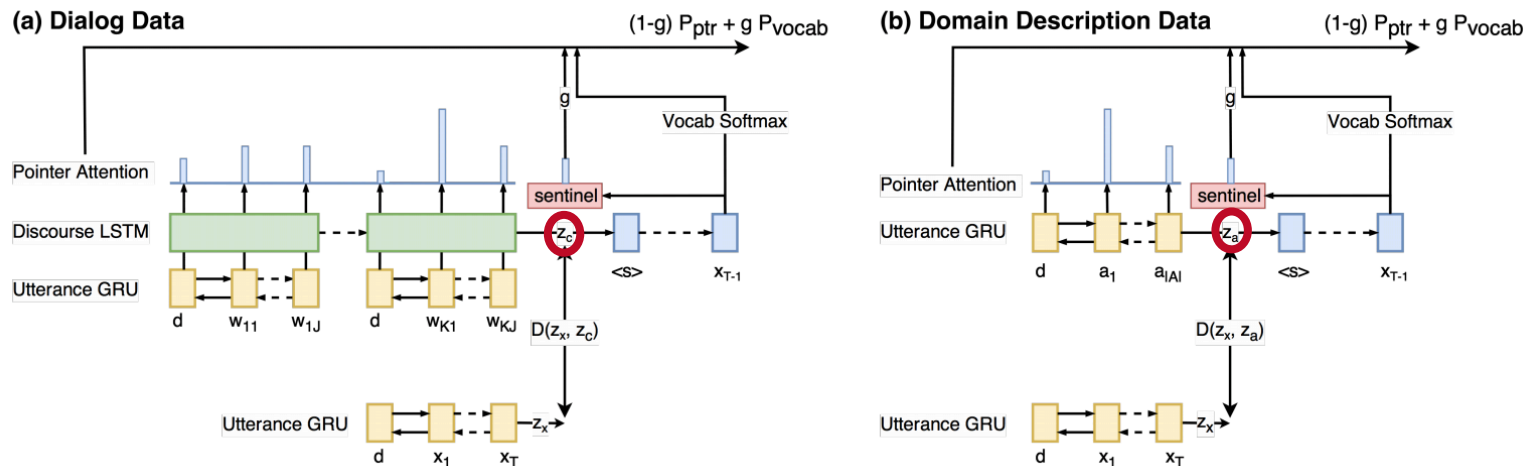 (a) Dialog Data
(1-g) Pptr + g Pvocab
g
Vocab Softmax
Pointer Attention
sentinel
Discourse LSTM
zc
<s>
xT-1
Utterance GRU
d w11 w1J d wK1 wKJ
D(zx, zc)
Utterance GRU
zx
d x1 xT
(b) Domain Description Data
(1-g) Pptr + g Pvocab
g
Vocab Softmax
Pointer Attention
sentinel
Utterance GRU
za
d a1 a|A| <s> xT-1
D(zx, za)
Utterance GRU
zx
d x1 xT